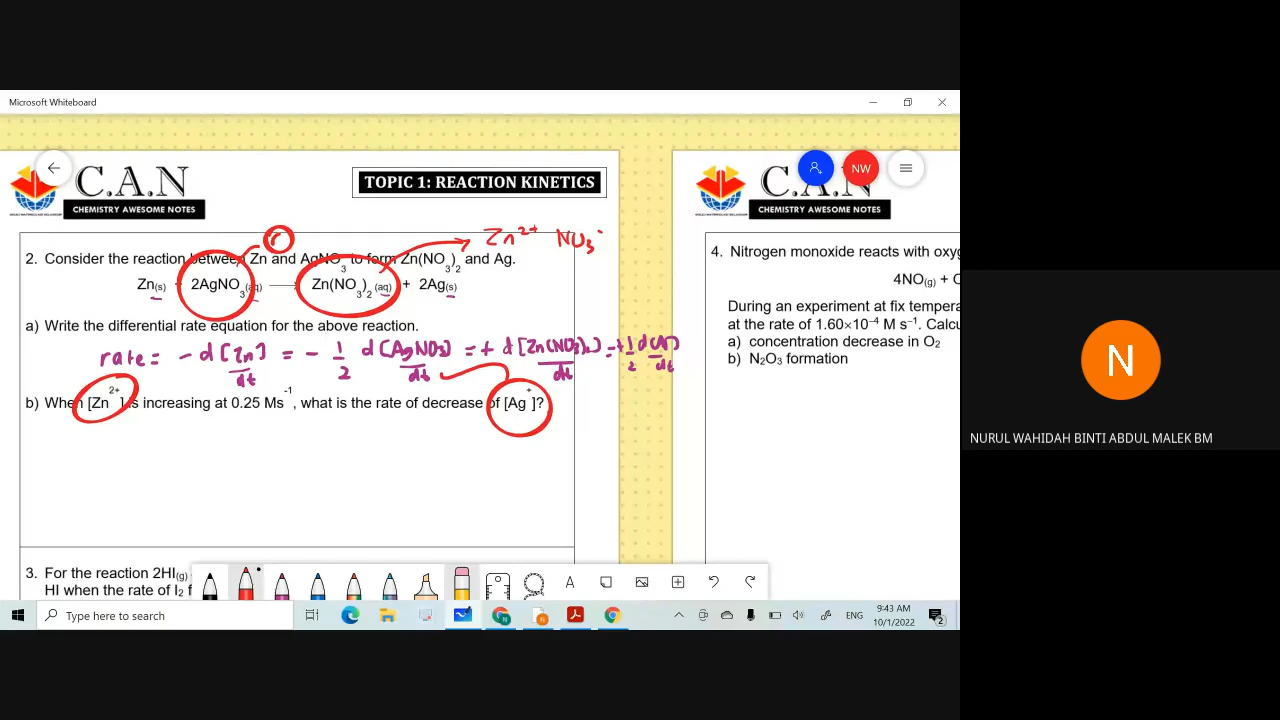 Microsoft Whiteboard
C.A.N
CHEMISTRY AWESOME NOTES
TOPIC 1: REACTION KINETICS
C.A.N
CHEMISTRY AWESOME NOTES
NW
2. Consider the reaction between Zn and AgNO3 to form Zn(NO3)2 and Ag.
Zn2+ NO3-
Zn(s) + 2AgNO3(aq) → Zn(NO3)2(aq) + 2Ag(s)
a) Write the differential rate equation for the above reaction.
rate = - d[Zn]/dt = - 1/2 d[AgNO3]/dt = + d[Zn(NO3)2]/dt = + 1/2 d[Ag]/dt
b) When [Zn2+] is increasing at 0.25 Ms-1, what is the rate of decrease of [Ag+]?
3. For the reaction 2HI(g)
HI when the rate of I2 f
4. Nitrogen monoxide reacts with oxyg
4NO(g) + O
During an experiment at fix tempera
at the rate of 1.60×10–4 M s–1. Calcu
a) concentration decrease in O2
b) N2O3 formation
N
NURUL WAHIDAH BINTI ABDUL MALEK BM
A
Type here to search
ENG
9:43 AM
10/1/2022
2